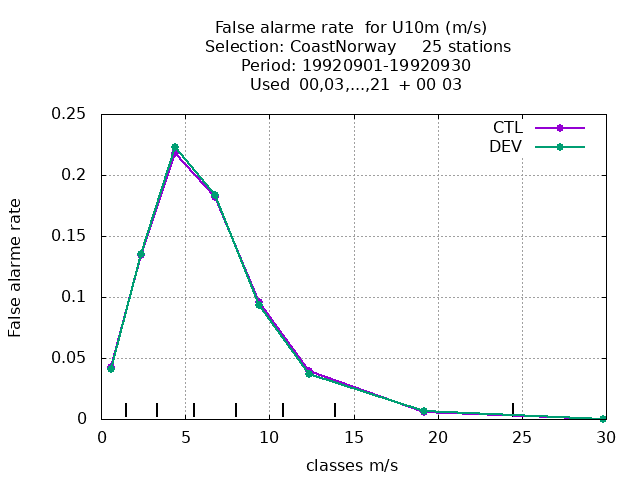 False alarme rate  for U10m (m/s)
Selection: CoastNorway     25 stations
Period: 19920901-19920930
Used  00,03,...,21  + 00 03
0.25
CTL
DEV
0.2
0.15
0.1
0.05
0
False alarme rate
0 5 10 15 20 25 30
classes m/s